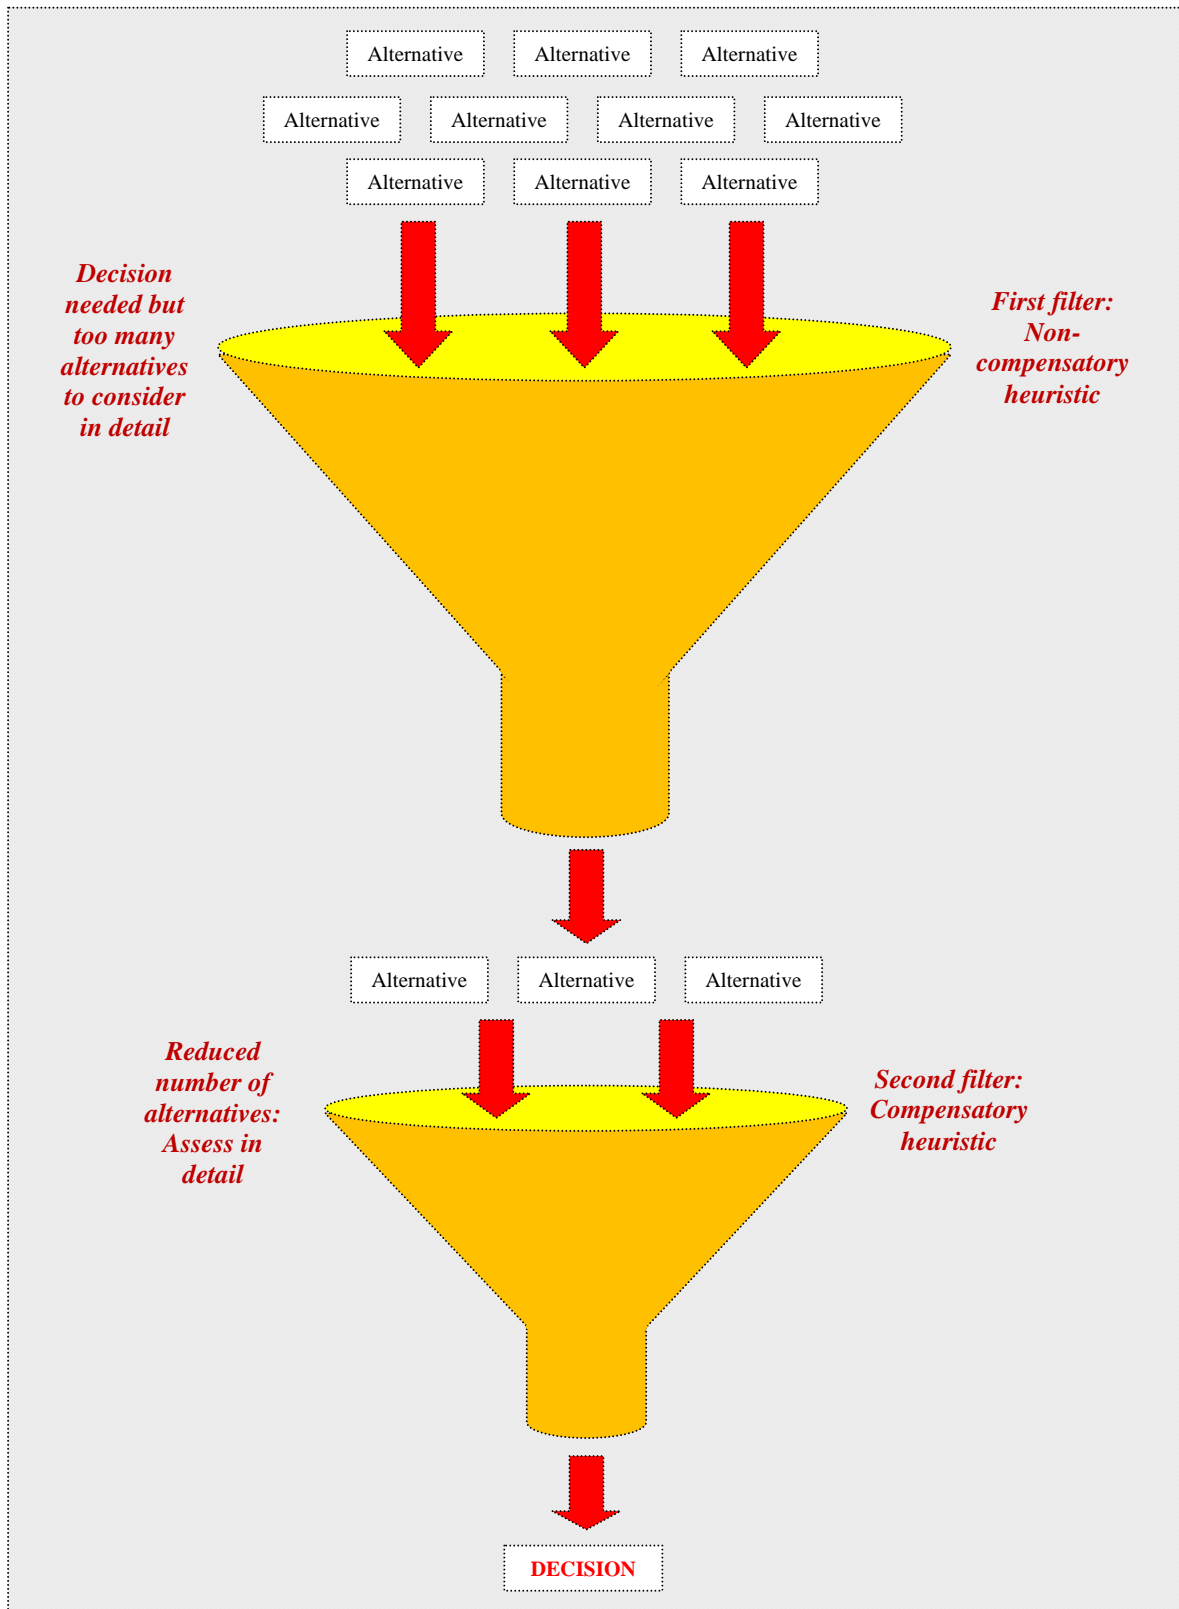 Alternative Alternative Alternative
Alternative Alternative Alternative Alternative
Alternative Alternative Alternative
Decision
needed but
too many
alternatives
to consider
in detail
First filter:
Non-
compensatory
heuristic
Alternative Alternative Alternative
Reduced
number of
alternatives:
Assess in
detail
Second filter:
Compensatory
heuristic
DECISION